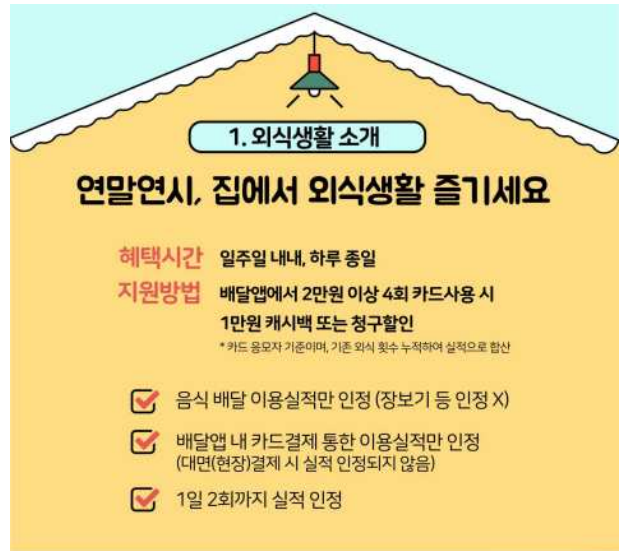 1. 외식생활 소개
연말연시, 집에서 외식생활 즐기세요
혜택시간 일주일 내내, 하루 종일
지원방법 배달앱에서 2만원 이상 4회 카드사용 시
1만원 캐시백 또는 청구할인
* 카드 응모자 기준이며, 기존 외식 횟수 누적하여 실적으로 합산
음식 배달 이용실적만 인정 (장보기 등 인정 X)
배달앱 내 카드결제 통한 이용실적만 인정
(대면(현장)결제 시 실적 인정되지 않음)
1일 2회까지 실적 인정